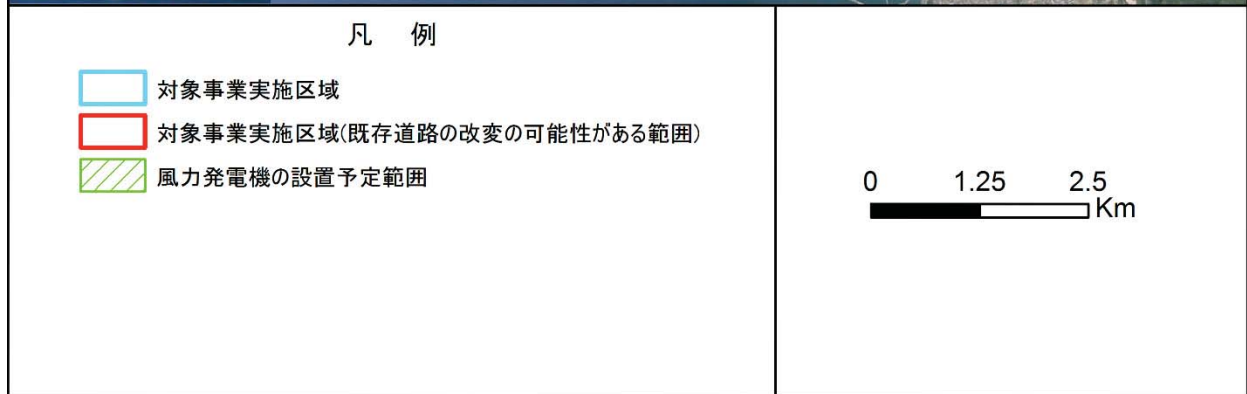 凡 例
対象事業実施区域
対象事業実施区域(既存道路の改変の可能性がある範囲)
風力発電機の設置予定範囲
0 1.25 2.5
Km